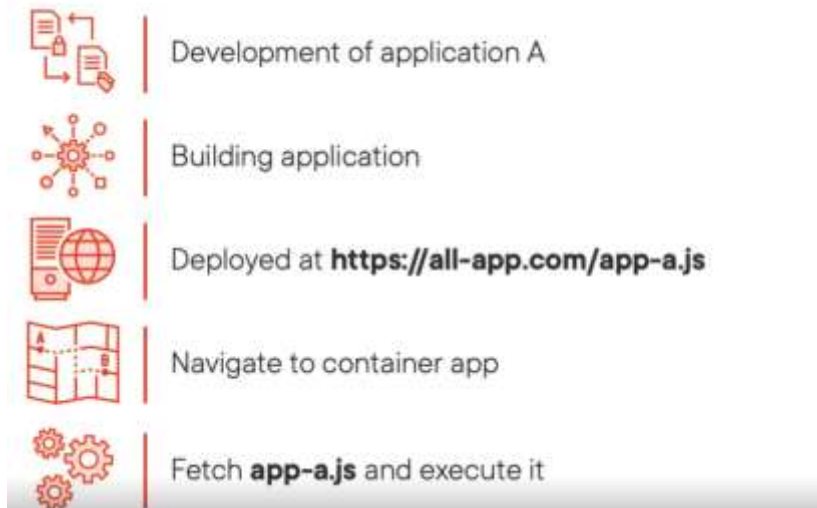 Development of application A
Building application
Deployed at https://all-app.com/app-a.js
A
B
Navigate to container app
Fetch app-a.js and execute it